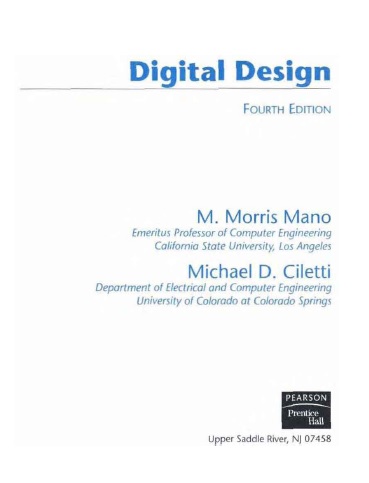 Digital Design
FOURTH EDITION
M. Morris Mano
Emeritus Professor of Computer Engineering
California State University, Los Angeles
Michael D. Ciletti
Department of Electrical and Computer Engineering
University of Colorado at Colorado Springs
PEARSON
Prentice
Hall
Upper Saddle River, NJ 07458